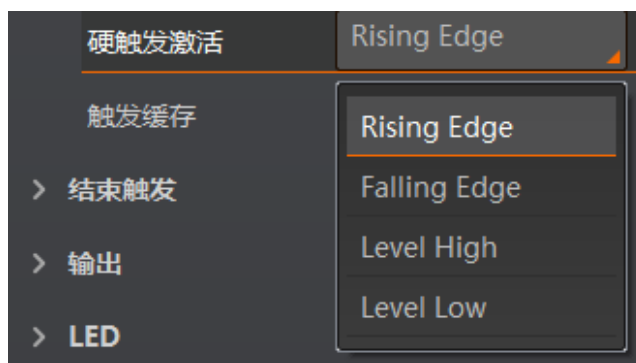 硬触发激活 Rising Edge
触发缓存 Rising Edge
结束触发 Falling Edge
输出 Level High
LED Level Low